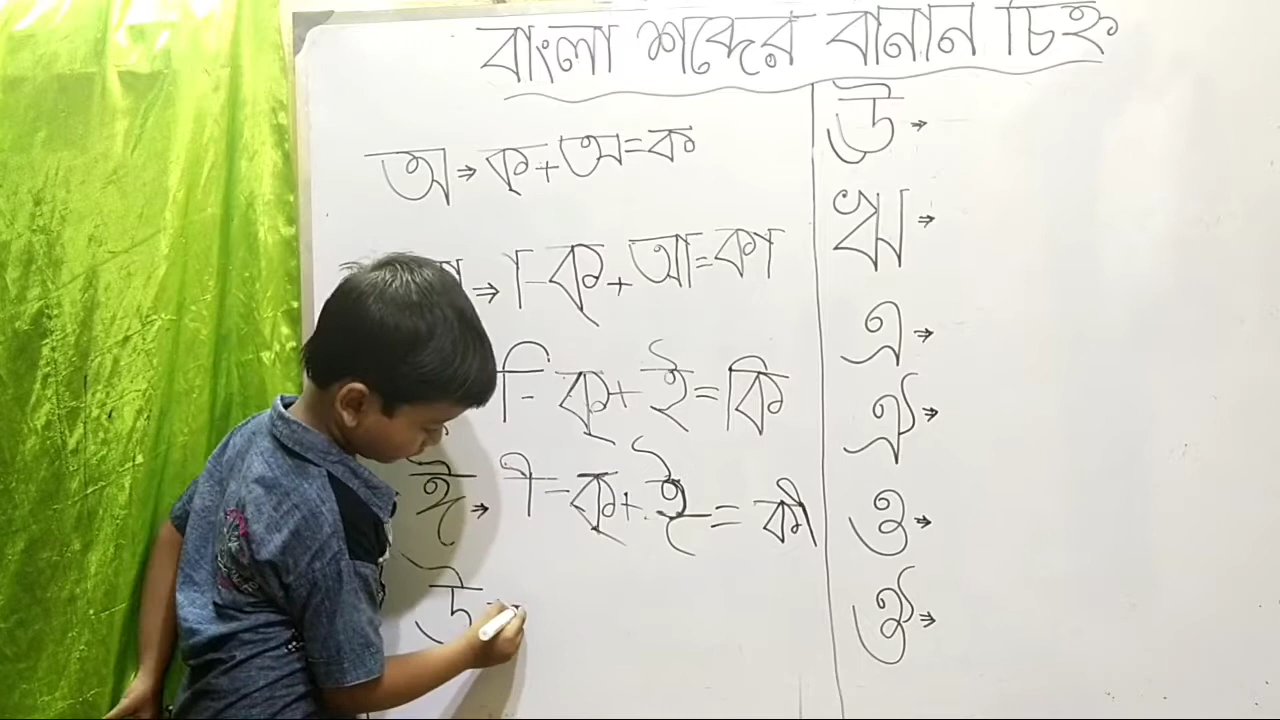 বাংলা শব্দের বানান চিহ্ন
অ → ক্ + অ = ক
→ া - ক্ + আ = কা
ি - ক্ + ই = কি
ঈ → ী - ক্ + ঈ = কী
উ
ঊ →
ঋ →
এ →
ঐ →
ও →
ঔ →